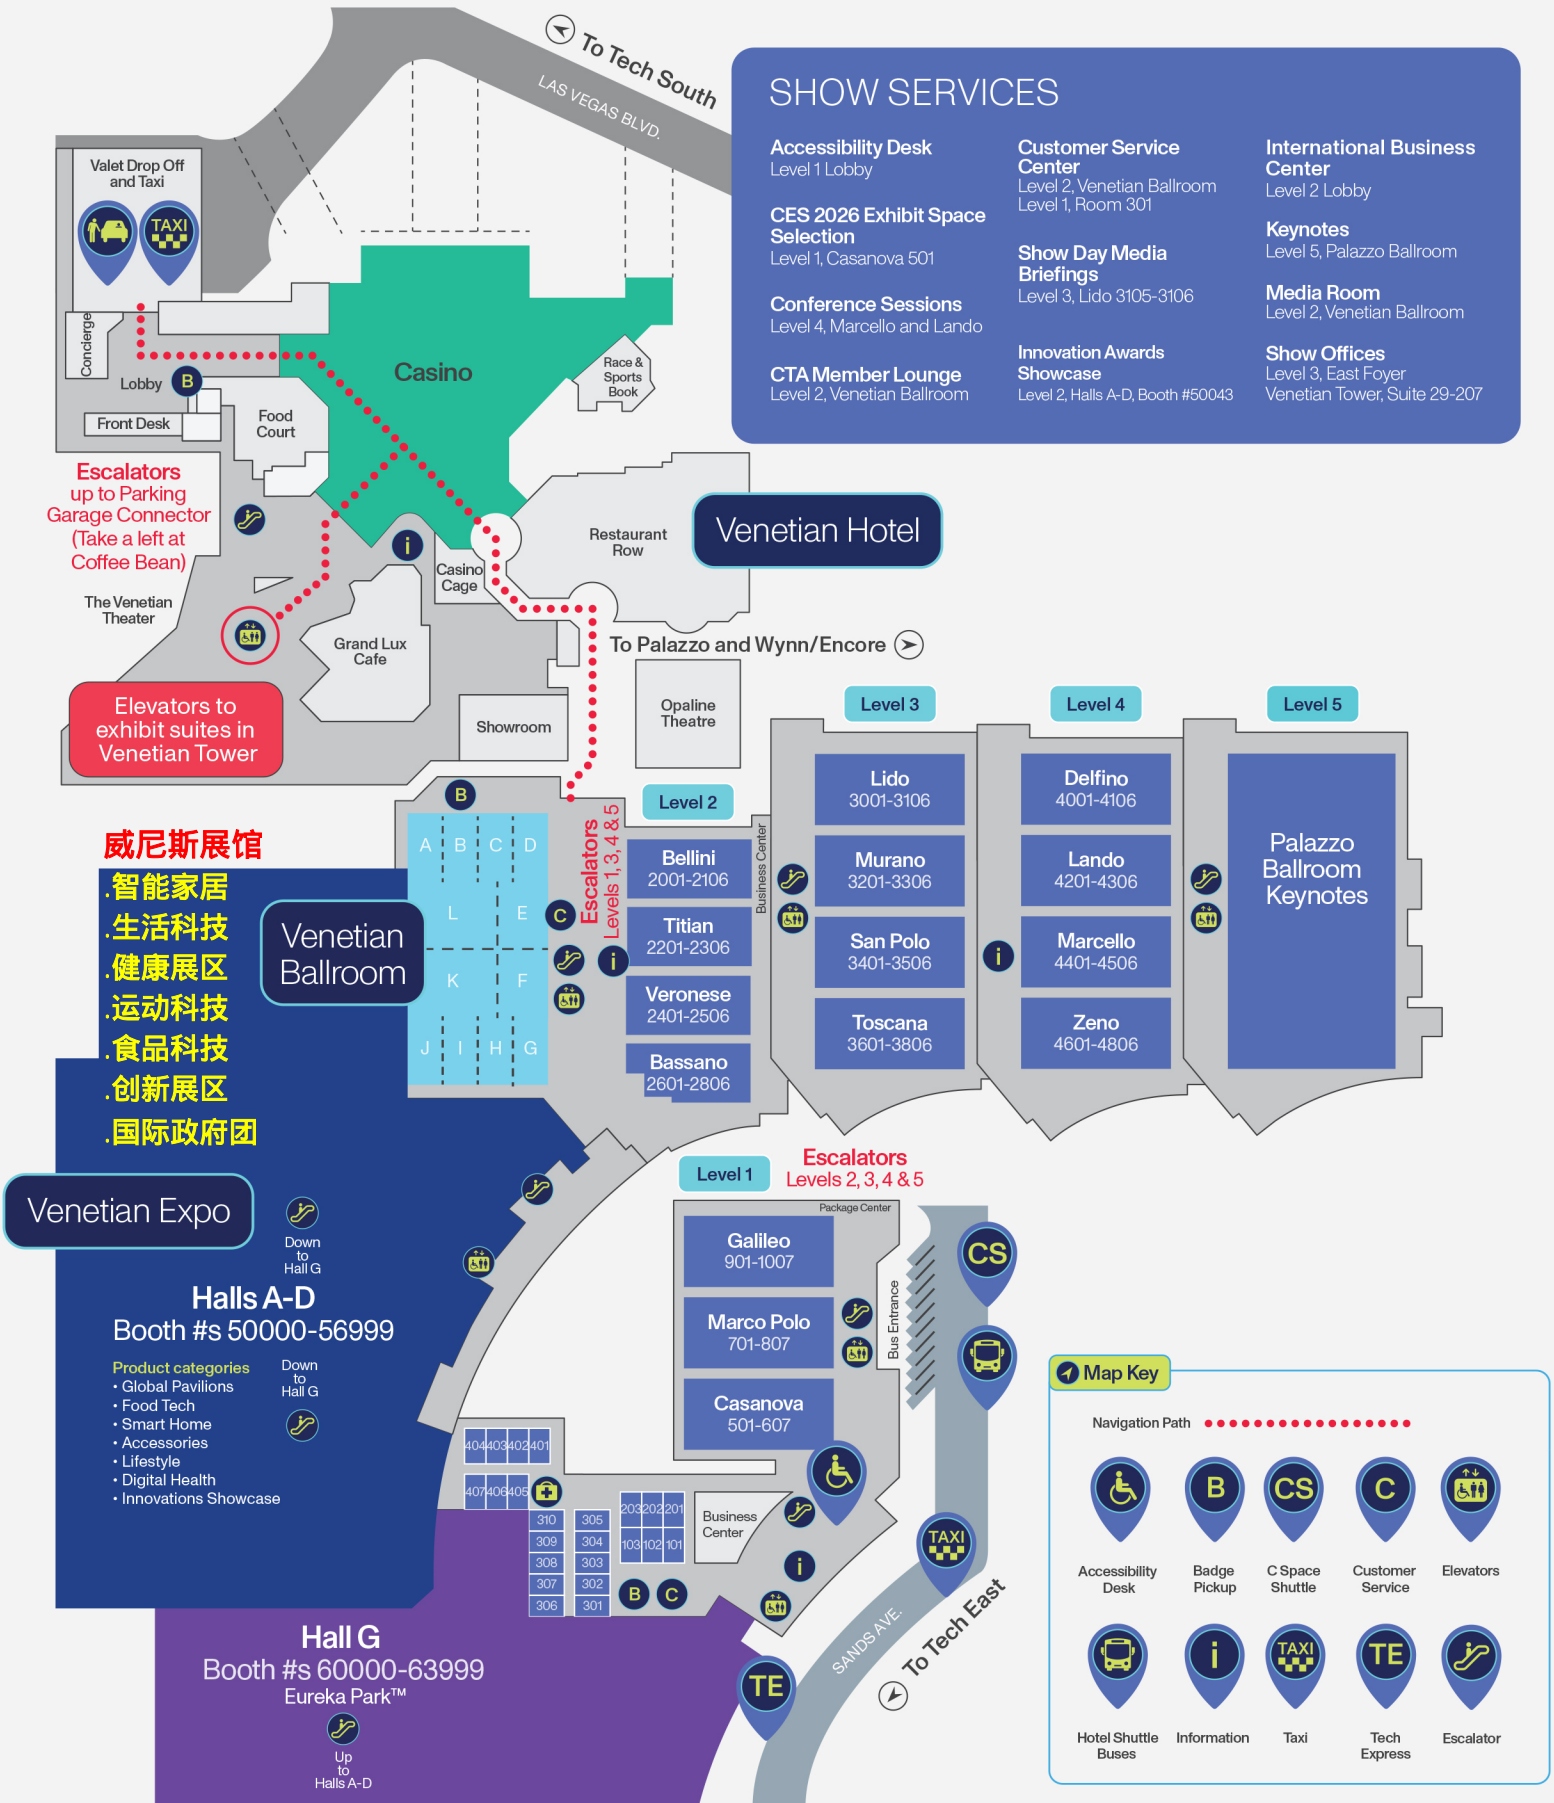 To Tech South
LAS VEGAS BLVD.
SHOW SERVICES
Accessibility Desk
Level 1 Lobby
CES 2026 Exhibit Space
Selection
Level 1, Casanova 501
Conference Sessions
Level 4, Marcello and Lando
CTA Member Lounge
Level 2, Venetian Ballroom
Customer Service
Center
Level 2, Venetian Ballroom
Level 1, Room 301
Show Day Media
Briefings
Level 3, Lido 3105-3106
Innovation Awards
Showcase
Level 2, Halls A-D, Booth #50043
International Business
Center
Level 2 Lobby
Keynotes
Level 5, Palazzo Ballroom
Media Room
Level 2, Venetian Ballroom
Show Offices
Level 3, East Foyer
Venetian Tower, Suite 29-207
Valet Drop Off
and Taxi
TAXI
Concierge
Lobby
B
Front Desk
Food
Court
Casino
Race &
Sports
Book
Escalators
up to Parking
Garage Connector
(Take a left at
Coffee Bean)
The Venetian
Theater
i
Casino
Cage
Restaurant
Row
Venetian Hotel
Grand Lux
Cafe
To Palazzo and Wynn/Encore
Elevators to
exhibit suites in
Venetian Tower
Showroom
Opaline
Theatre
Level 3
Level 4
Level 5
Level 2
B
A B C D
L E
K F
J I H G
C
i
Escalators
Levels 1, 3, 4 & 5
Business Center
Bellini
2001-2106
Titian
2201-2306
Veronese
2401-2506
Bassano
2601-2806
Lido
3001-3106
Murano
3201-3306
San Polo
3401-3506
Toscana
3601-3806
i
Delfino
4001-4106
Lando
4201-4306
Marcello
4401-4506
Zeno
4601-4806
Palazzo
Ballroom
Keynotes
威尼斯展馆
.智能家居
.生活科技
.健康展区
.运动科技
.食品科技
.创新展区
.国际政府团
Venetian
Ballroom
Venetian Expo
Down
to
Hall G
Halls A-D
Booth #s 50000-56999
Product categories
• Global Pavilions
• Food Tech
• Smart Home
• Accessories
• Lifestyle
• Digital Health
• Innovations Showcase
Down
to
Hall G
Level 1
Escalators
Levels 2, 3, 4 & 5
Package Center
Galileo
901-1007
Marco Polo
701-807
Casanova
501-607
Bus Entrance
CS
404 403 402 401
407 406 405
310
309
308
307
306
305
304
303
302
301
203 202 201
103 102 101
Business
Center
B C
i
TAXI
TE
SANDS AVE.
To Tech East
Hall G
Booth #s 60000-63999
Eureka Park™
Up
to
Halls A-D
Map Key
Navigation Path
B CS C
Accessibility
Desk
Badge
Pickup
C Space
Shuttle
Customer
Service
Elevators
i TAXI TE
Hotel Shuttle
Buses
Information
Taxi
Tech
Express
Escalator